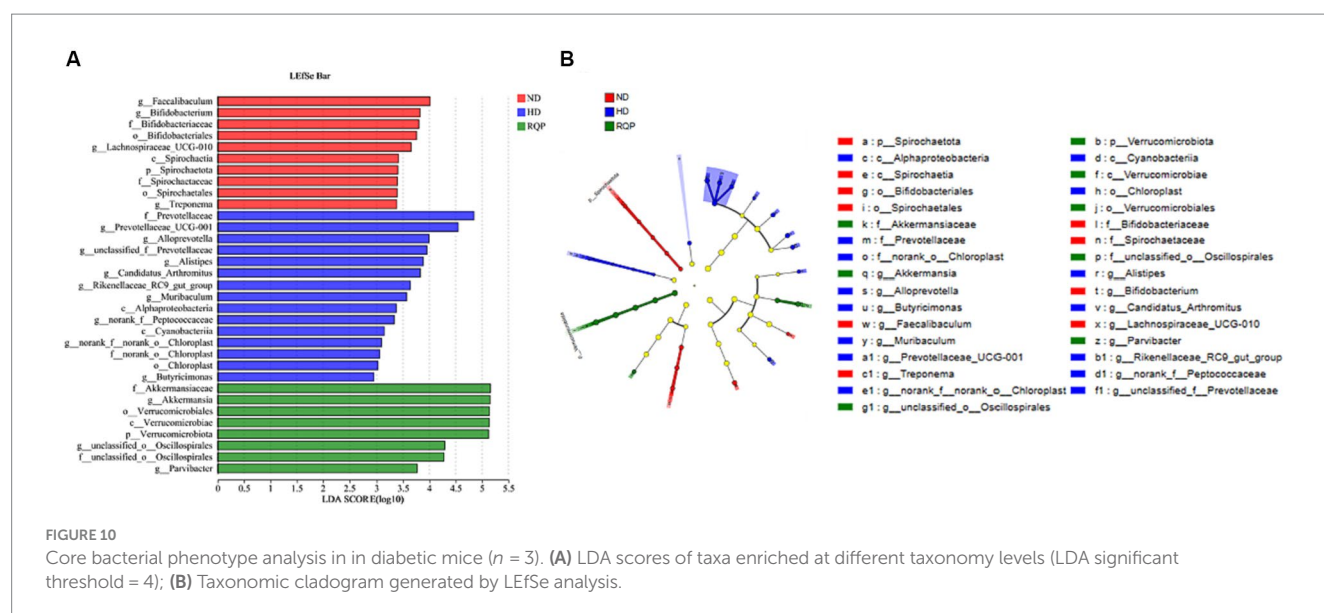 A
LEfSe Bar
g__Faecalibaculum
g__Bifidobacterium
f__Bifidobacteriaceae
o__Bifidobacteriales
g__Lachnospiraceae_UCG-010
c__Spirochaetia
p__Spirochaetota
f__Spirochaetaceae
o__Spirochaetales
g__Treponema
f__Prevotellaceae
g__Prevotellaceae_UCG-001
g__Alloprevotella
g__unclassified_f__Prevotellaceae
g__Alistipes
g__Candidatus_Arthromitus
g__Rikenellaceae_RC9_gut_group
g__Muribaculum
c__Alphaproteobacteria
g__norank_f__Peptococcaceae
c__Cyanobacteriia
g__norank_f__norank_o__Chloroplast
f__norank_o__Chloroplast
o__Chloroplast
g__Butyricimonas
f__Akkermansiaceae
g__Akkermansia
o__Verrucomicrobiales
c__Verrucomicrobiae
p__Verrucomicrobiota
g__unclassified_o__Oscillospirales
f__unclassified_o__Oscillospirales
g__Parvibacter
0 0.5 1 1.5 2 2.5 3 3.5 4 4.5 5 5.5
LDA SCORE(log10)
ND
HD
RQP
B
ND
HD
RQP
p__Spirochaetota
a : p__Spirochaetota
b : p__Verrucomicrobiota
c : c__Alphaproteobacteria
d : c__Cyanobacteriia
e : c__Spirochaetia
f : c__Verrucomicrobiae
g : o__Bifidobacteriales
h : o__Chloroplast
i : o__Spirochaetales
j : o__Verrucomicrobiales
k : f__Akkermansiaceae
l : f__Bifidobacteriaceae
m : f__Prevotellaceae
n : f__Spirochaetaceae
o : f__norank_o__Chloroplast
p : f__unclassified_o__Oscillospirales
q : g__Akkermansia
r : g__Alistipes
s : g__Alloprevotella
t : g__Bifidobacterium
u : g__Butyricimonas
v : g__Candidatus_Arthromitus
w : g__Faecalibaculum
x : g__Lachnospiraceae_UCG-010
y : g__Muribaculum
z : g__Parvibacter
a1 : g__Prevotellaceae_UCG-001
b1 : g__Rikenellaceae_RC9_gut_group
c1 : g__Treponema
d1 : g__norank_f__Peptococcaceae
e1 : g__norank_f__norank_o__Chloroplast
f1 : g__unclassified_f__Prevotellaceae
g1 : g__unclassified_o__Oscillospirales
FIGURE 10
Core bacterial phenotype analysis in in diabetic mice (n = 3). (A) LDA scores of taxa enriched at different taxonomy levels (LDA significant
threshold = 4); (B) Taxonomic cladogram generated by LEfSe analysis.